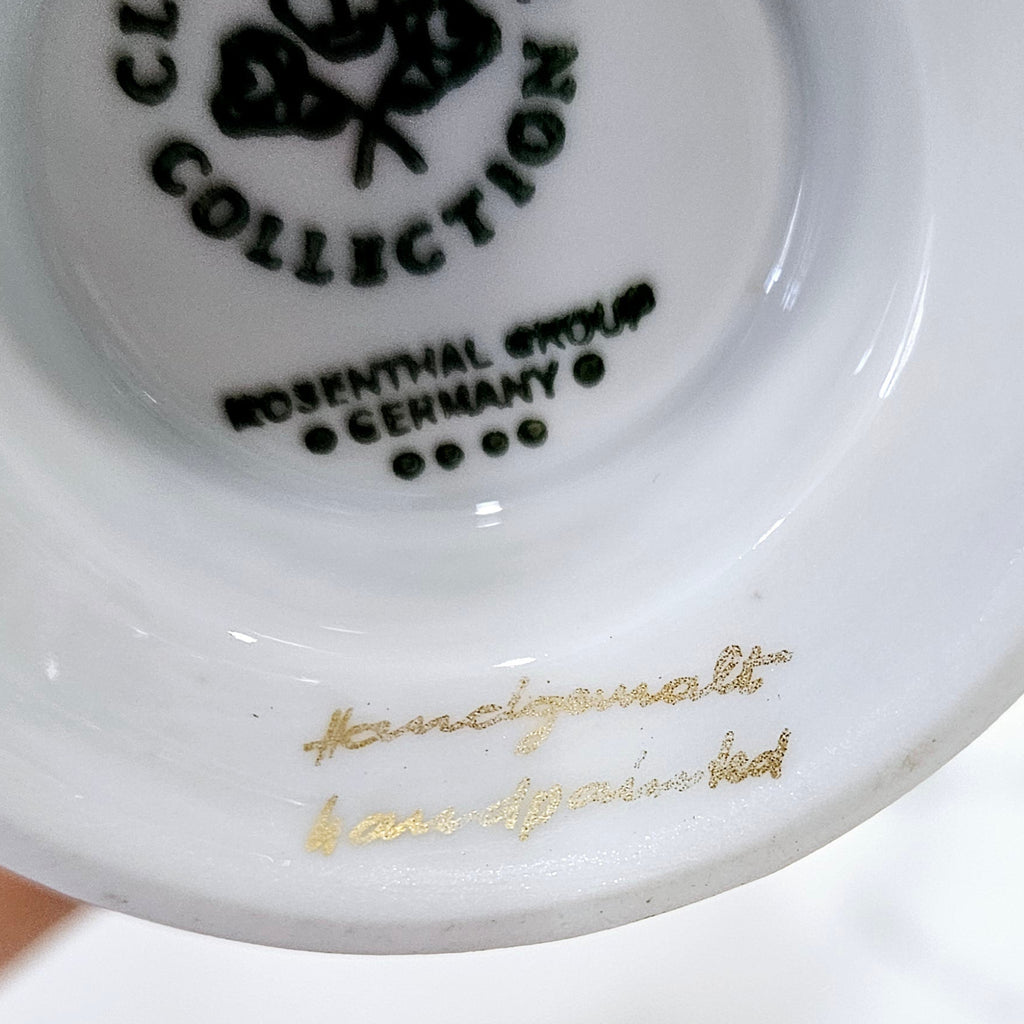 COLLECTION
ROSENTHAL GROUP
GERMANY
Handgemalt
handpainted